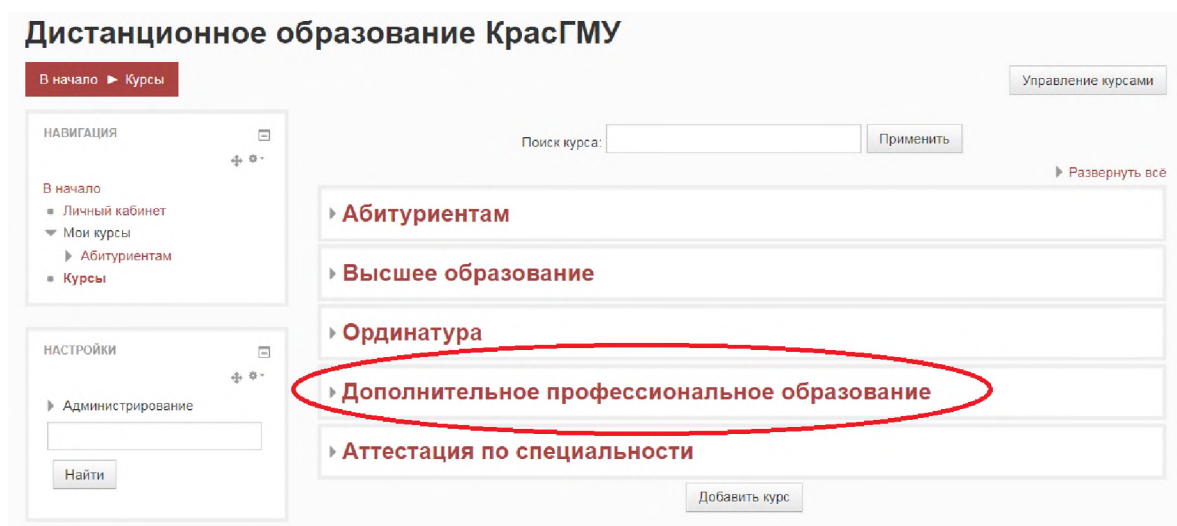 Дистанционное образование КрасГМУ
В начало ► Курсы
Управление курсами
НАВИГАЦИЯ
В начало
Личный кабинет
Мои курсы
Абитуриентам
Курсы
НАСТРОЙКИ
Администрирование
Найти
Поиск курса:
Применить
Развернуть всё
Абитуриентам
Высшее образование
Ординатура
Дополнительное профессиональное образование
Аттестация по специальности
Добавить курс